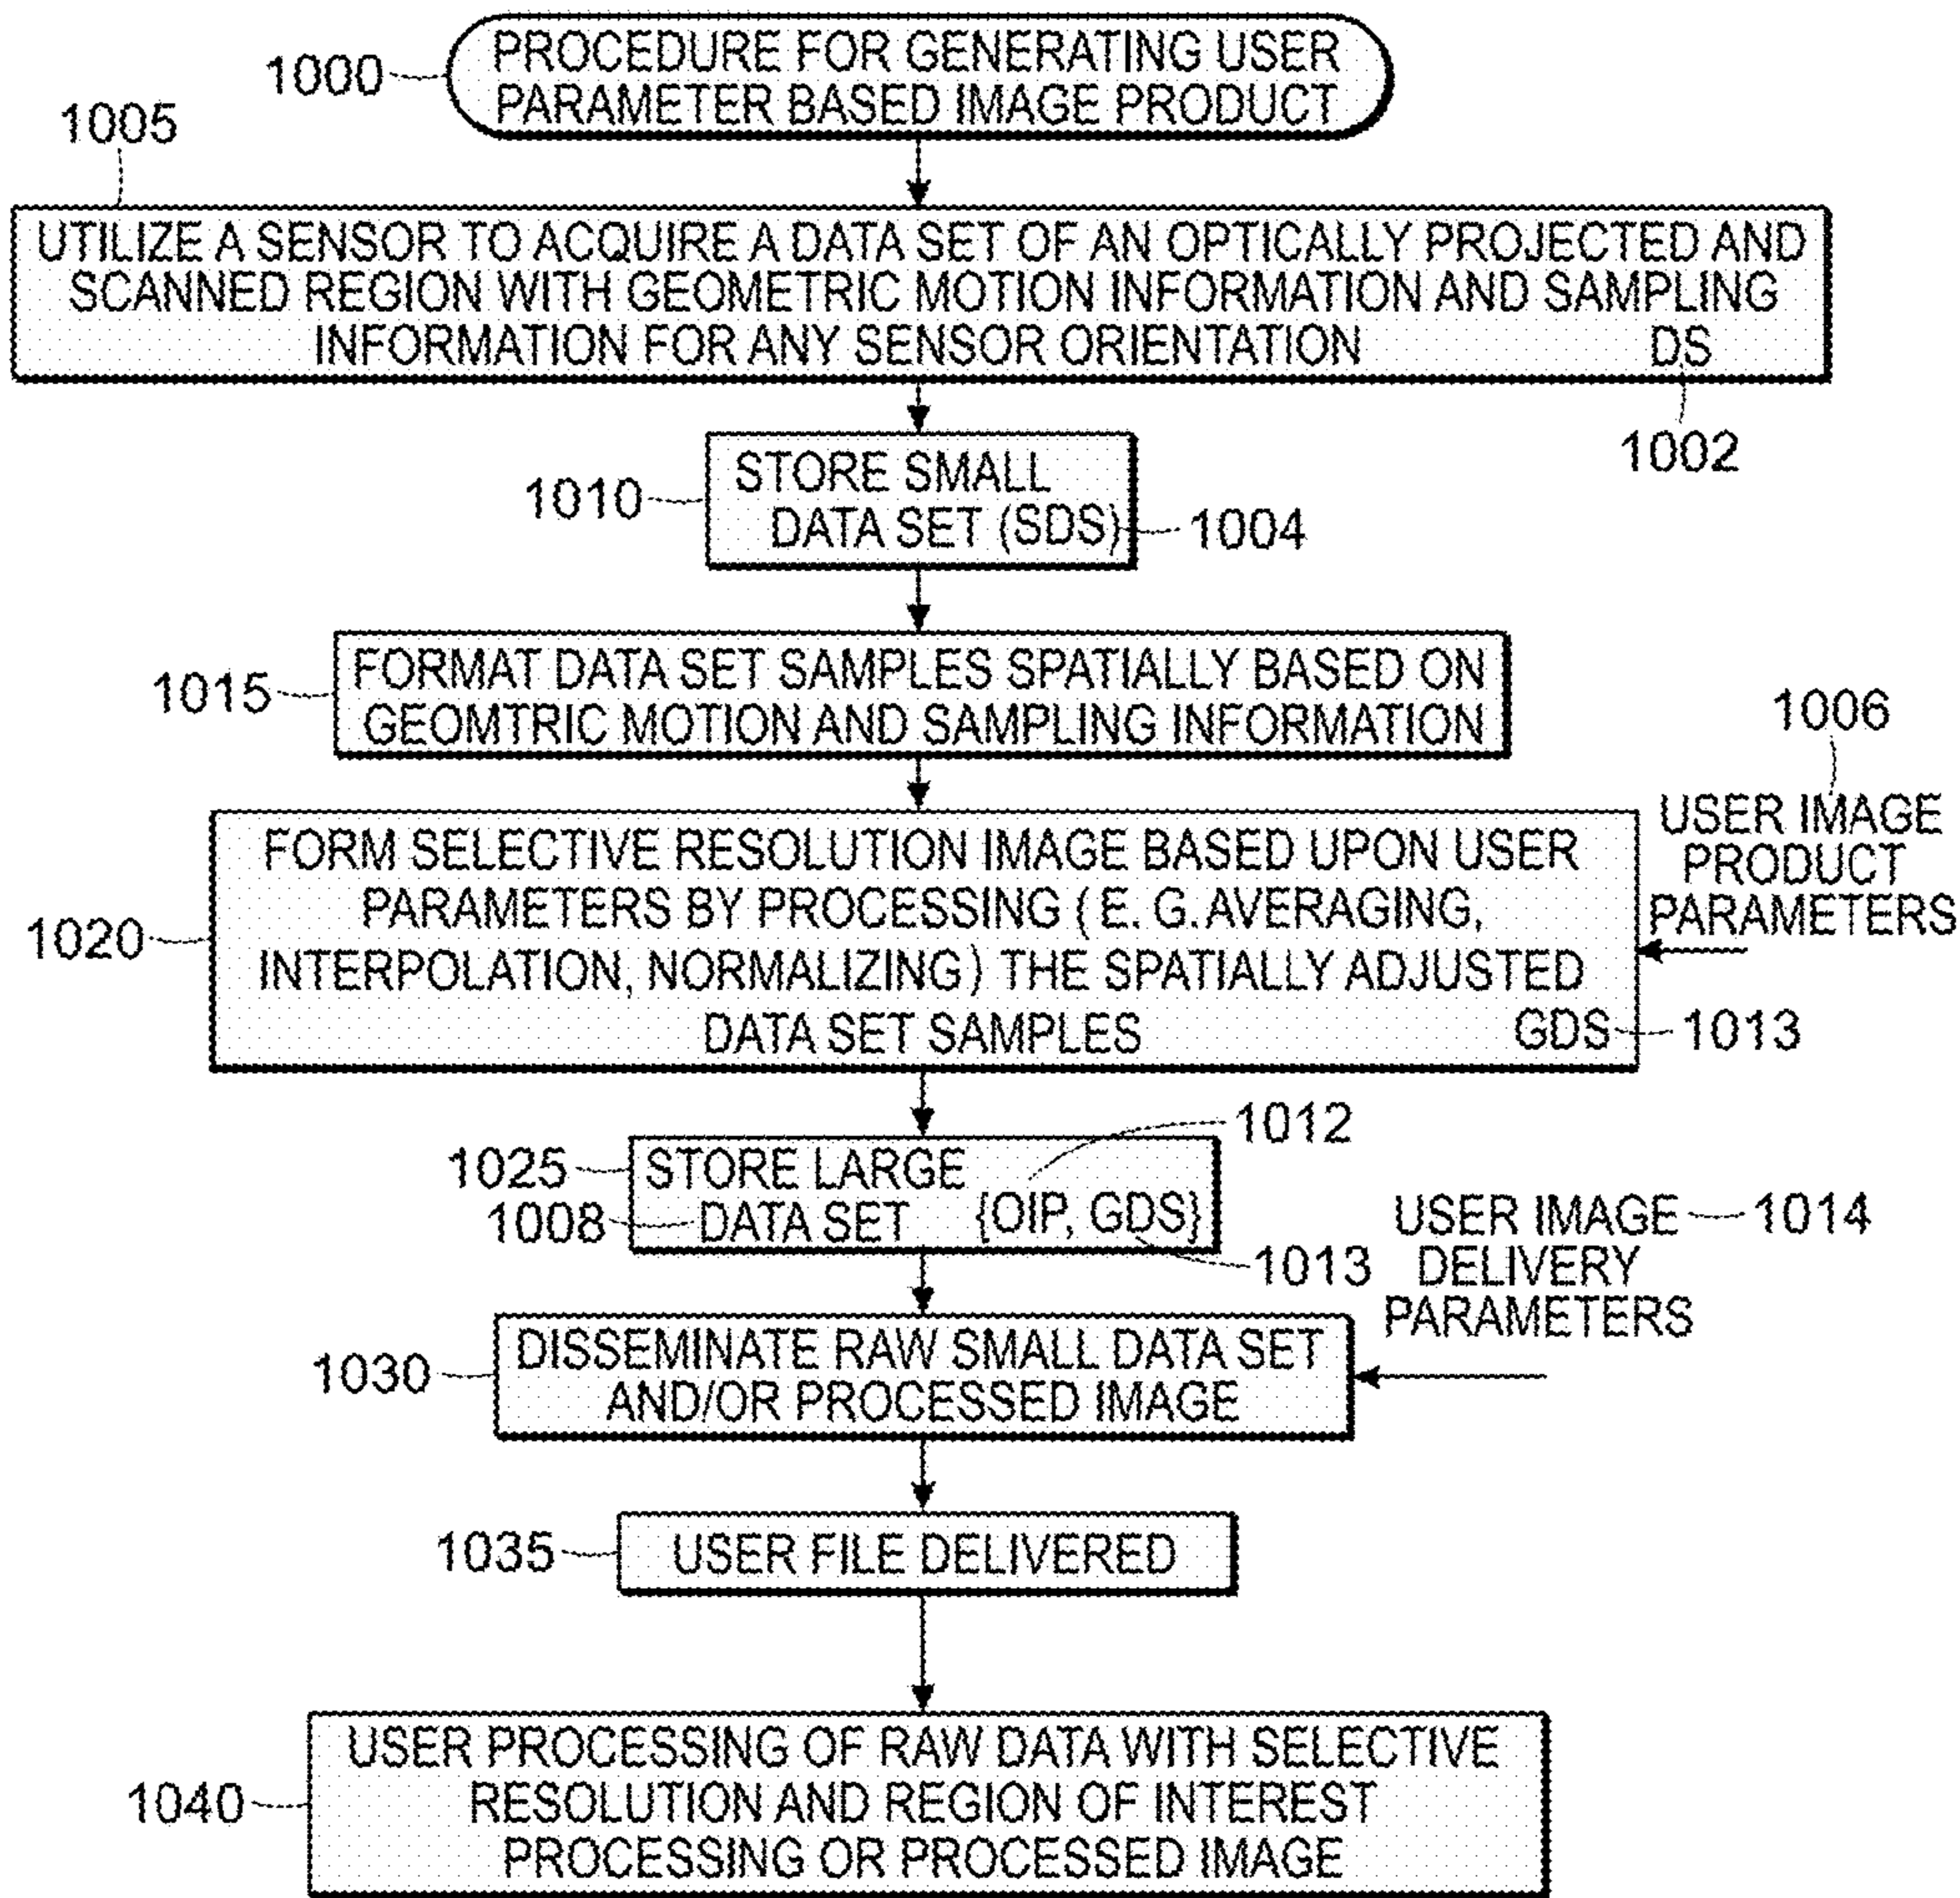 1000
PROCEDURE FOR GENERATING USER
PARAMETER BASED IMAGE PRODUCT
1005
UTILIZE A SENSOR TO ACQUIRE A DATA SET OF AN OPTICALLY PROJECTED AND
SCANNED REGION WITH GEOMETRIC MOTION INFORMATION AND SAMPLING
INFORMATION FOR ANY SENSOR ORIENTATION DS
1002
1010
STORE SMALL
DATA SET (SDS)
1004
1015
FORMAT DATA SET SAMPLES SPATIALLY BASED ON
GEOMTRIC MOTION AND SAMPLING INFORMATION
1006
USER IMAGE
PRODUCT
PARAMETERS
1020
FORM SELECTIVE RESOLUTION IMAGE BASED UPON USER
PARAMETERS BY PROCESSING (E. G. AVERAGING,
INTERPOLATION, NORMALIZING) THE SPATIALLY ADJUSTED
DATA SET SAMPLES GDS
1013
1012
1025
STORE LARGE
1008
DATA SET {OIP, GDS}
1013
USER IMAGE
1014
DELIVERY
PARAMETERS
1030
DISSEMINATE RAW SMALL DATA SET
AND/OR PROCESSED IMAGE
1035
USER FILE DELIVERED
1040
USER PROCESSING OF RAW DATA WITH SELECTIVE
RESOLUTION AND REGION OF INTEREST
PROCESSING OR PROCESSED IMAGE